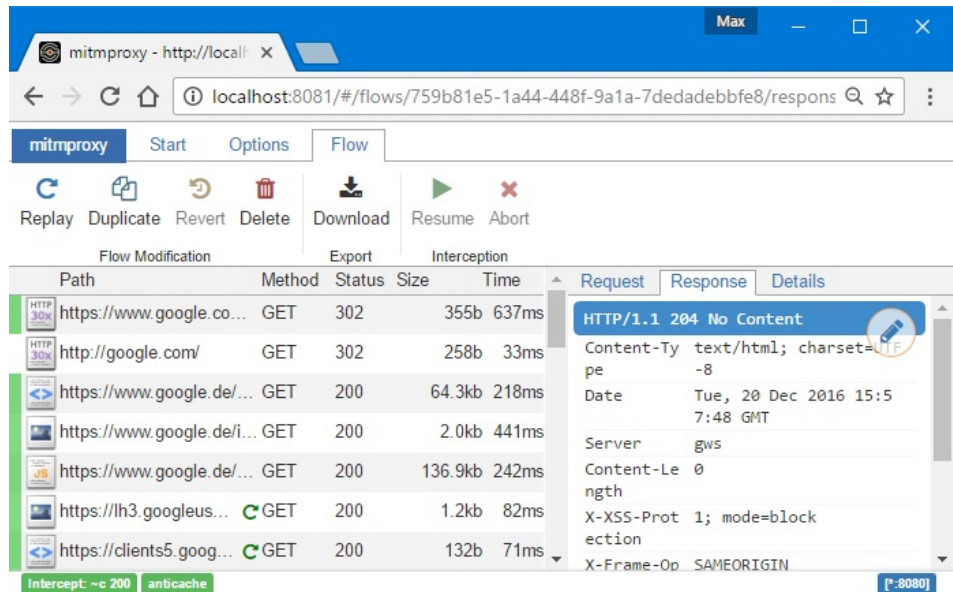 Max
mitmproxy - http://localh
localhost:8081/#/flows/759b81e5-1a44-448f-9a1a-7dedadebbfe8/respons
mitmproxy Start Options Flow
Replay Duplicate Revert Delete Download Resume Abort
Flow Modification Export Interception
Path Method Status Size Time
Request Response Details
HTTP 30x https://www.google.co... GET 302 355b 637ms
HTTP 30x http://google.com/ GET 302 258b 33ms
https://www.google.de/... GET 200 64.3kb 218ms
https://www.google.de/i... GET 200 2.0kb 441ms
JS https://www.google.de/... GET 200 136.9kb 242ms
https://lh3.googleus... GET 200 1.2kb 82ms
https://clients5.goog... GET 200 132b 71ms
HTTP/1.1 204 No Content
Content-Ty text/html; charset=UTF
pe -8
Date Tue, 20 Dec 2016 15:5
7:48 GMT
Server gws
Content-Le 0
ngth
X-XSS-Prot 1; mode=block
ection
X-Frame-Op SAMEORIGIN
Intercept: ~c 200 anticache [*:8080]